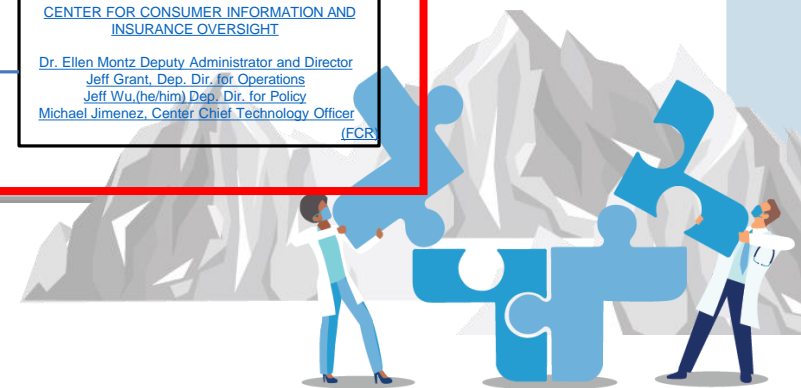 CENTER FOR CONSUMER INFORMATION AND
INSURANCE OVERSIGHT
Dr. Ellen Montz Deputy Administrator and Director
Jeff Grant, Dep. Dir. for Operations
Jeff Wu,(he/him) Dep. Dir. for Policy
Michael Jimenez, Center Chief Technology Officer
(FCR)